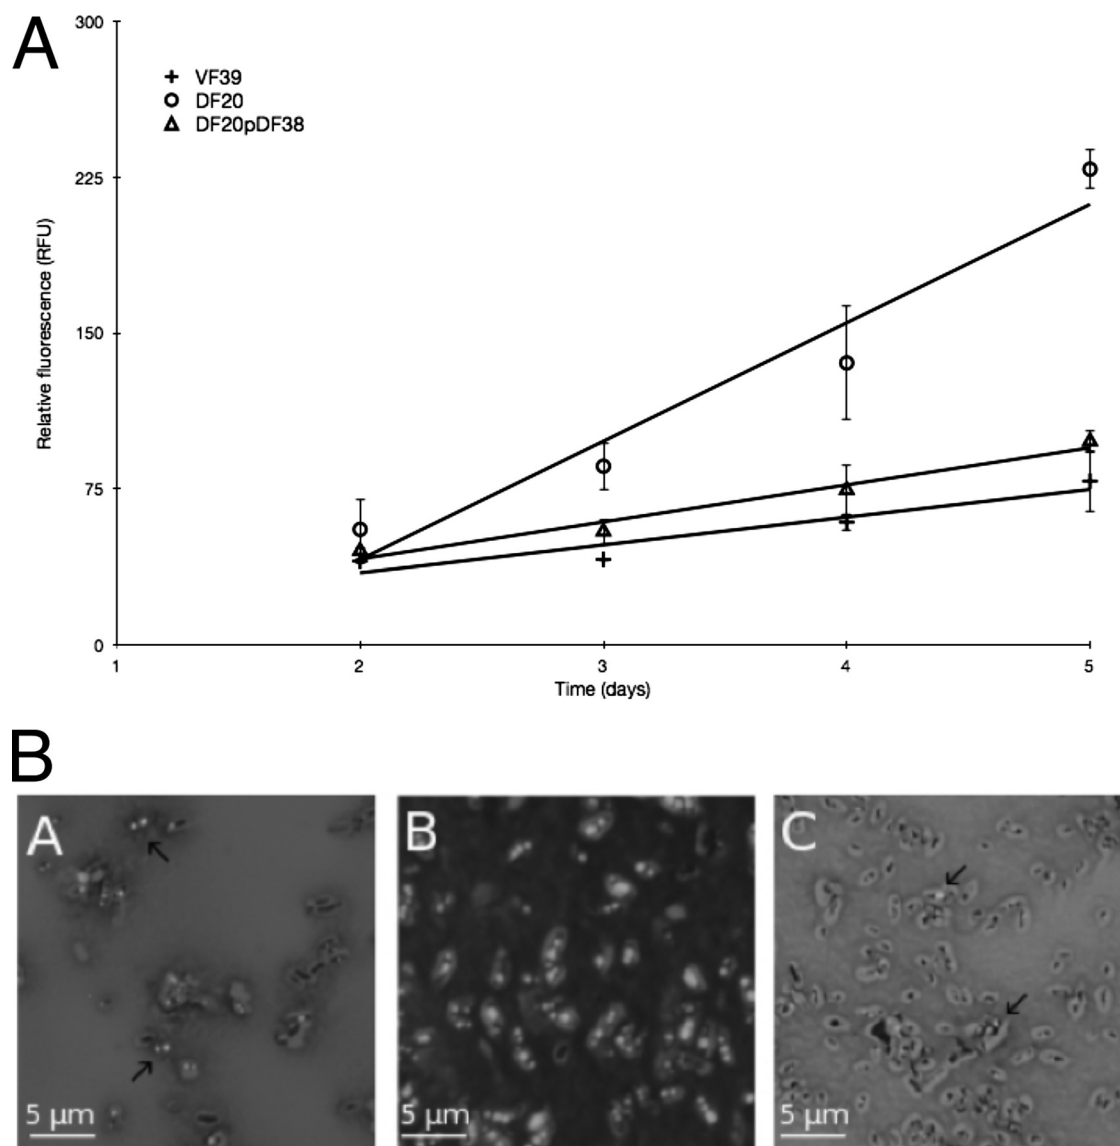 A
300
VF39
DF20
DF20pDF38
225
Relative fluorescence (RFU)
150
75
0
1 2 3 4 5
Time (days)
B
A B C
5 μm 5 μm 5 μm